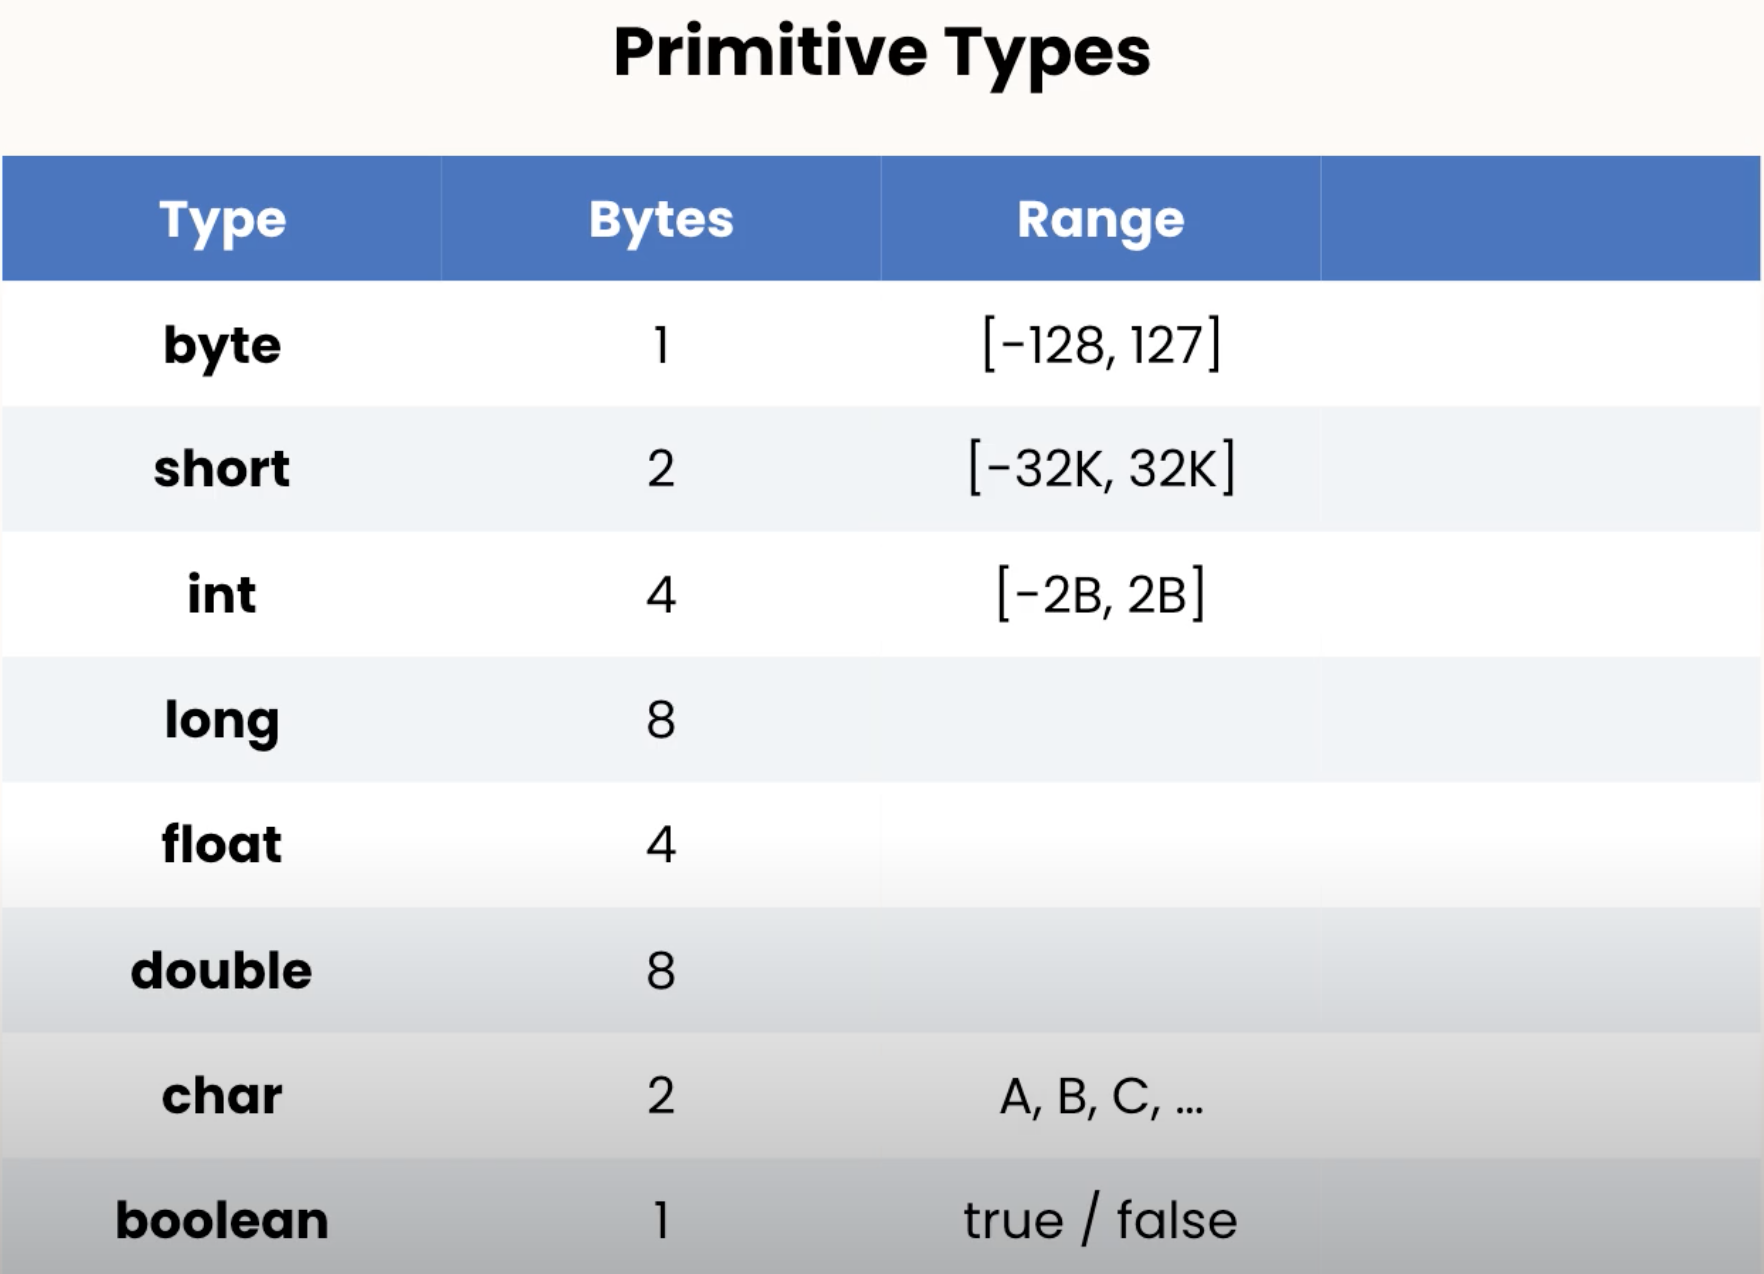 Primitive Types
Type Bytes Range
byte 1 [-128, 127]
short 2 [-32K, 32K]
int 4 [-2B, 2B]
long 8
float 4
double 8
char 2 A, B, C, ...
boolean 1 true / false